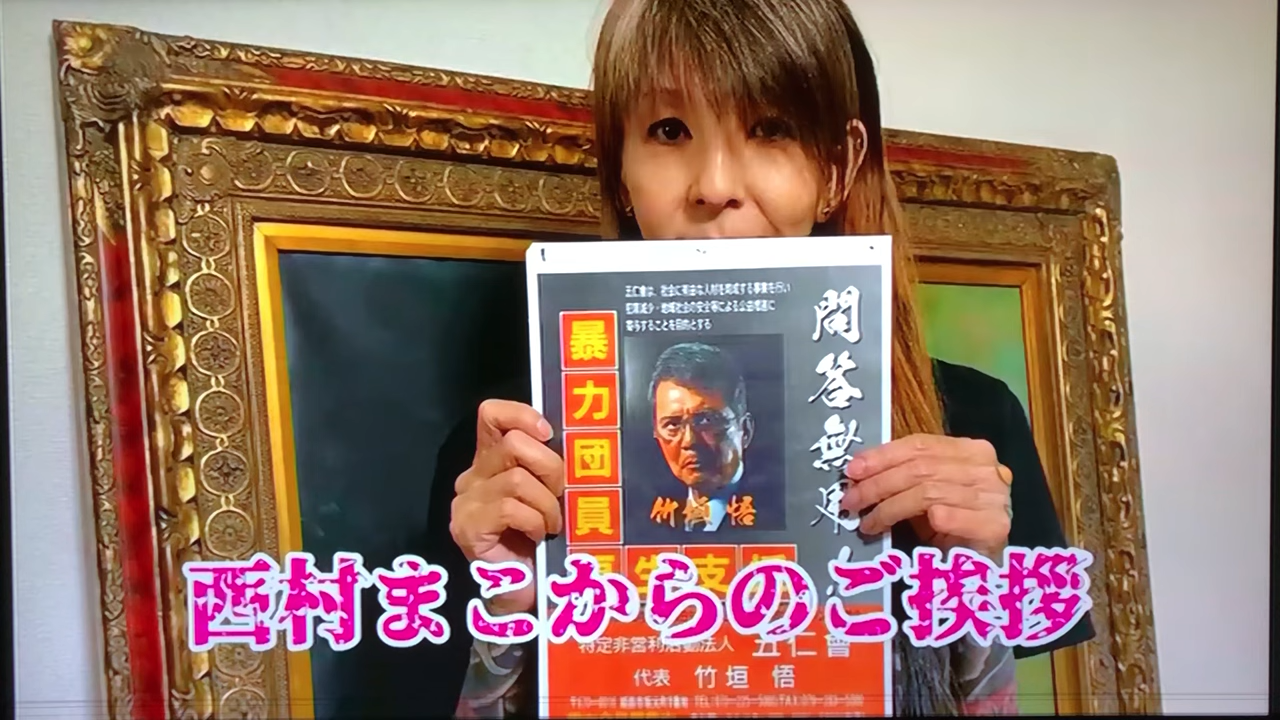 五仁會は、社会に有益な人材を育成する事業を行い
犯罪減少・地域社会の安全等による公益増進に
寄与することを目的とする
問答無用
暴力団員
更生支援
竹垣 悟
西村まこからのご挨拶
特定非営利活動法人 五仁會
代表 竹垣 悟